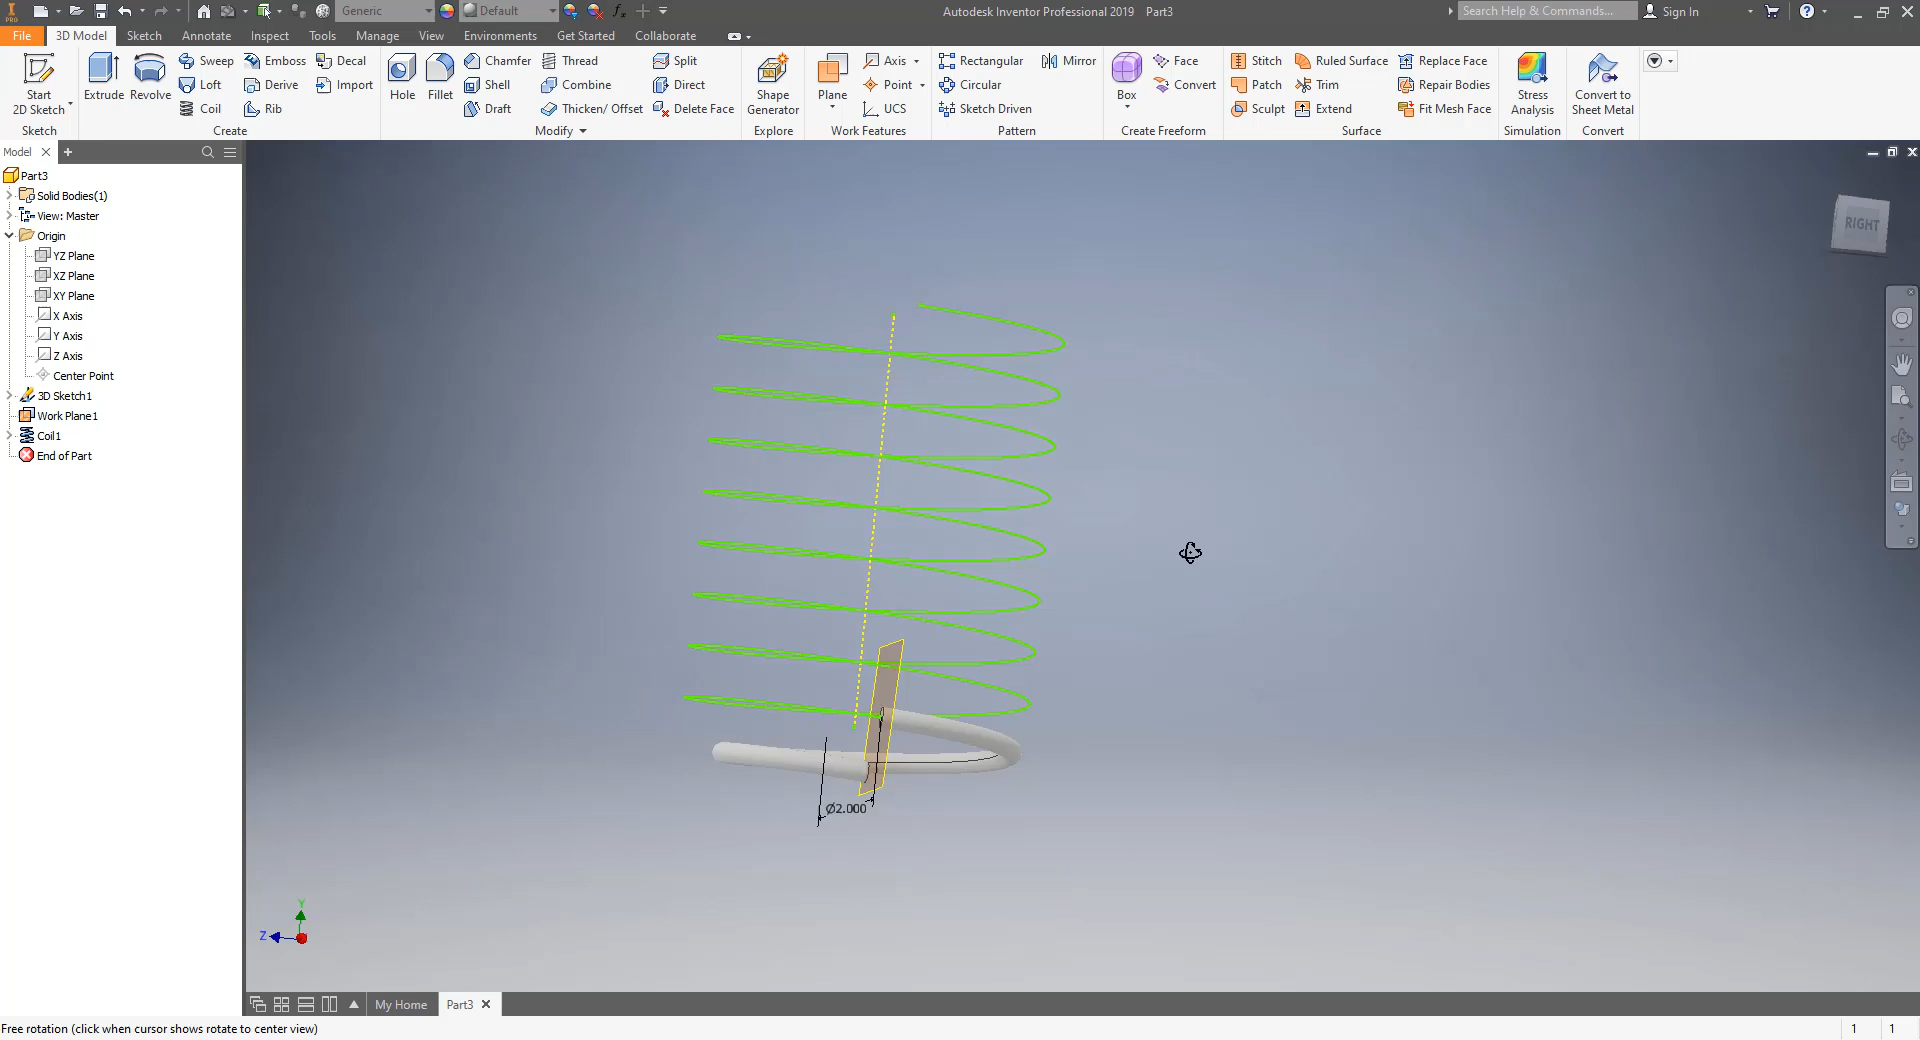 Generic
Default
fx
Autodesk Inventor Professional 2019 Part3
Search Help & Commands...
Sign In
PRO
File
3D Model
Sketch
Annotate
Inspect
Tools
Manage
View
Environments
Get Started
Collaborate
Start
2D Sketch
Sketch
Extrude
Revolve
Sweep
Loft
Coil
Emboss
Derive
Rib
Decal
Import
Create
Hole
Fillet
Chamfer
Shell
Draft
Thread
Combine
Thicken/ Offset
Split
Direct
Delete Face
Modify
Shape
Generator
Explore
Plane
Axis
Point
UCS
Work Features
Rectangular
Circular
Sketch Driven
Mirror
Pattern
Box
Face
Convert
Create Freeform
Stitch
Patch
Sculpt
Ruled Surface
Trim
Extend
Replace Face
Repair Bodies
Fit Mesh Face
Surface
Stress
Analysis
Simulation
Convert to
Sheet Metal
Convert
Model
Part3
Solid Bodies(1)
View: Master
Origin
YZ Plane
XZ Plane
XY Plane
X Axis
Y Axis
Z Axis
Center Point
3D Sketch1
Work Plane1
Coil1
End of Part
RIGHT
Ø2.000
Y
Z
My Home
Part3
Free rotation (click when cursor shows rotate to center view)
1 1